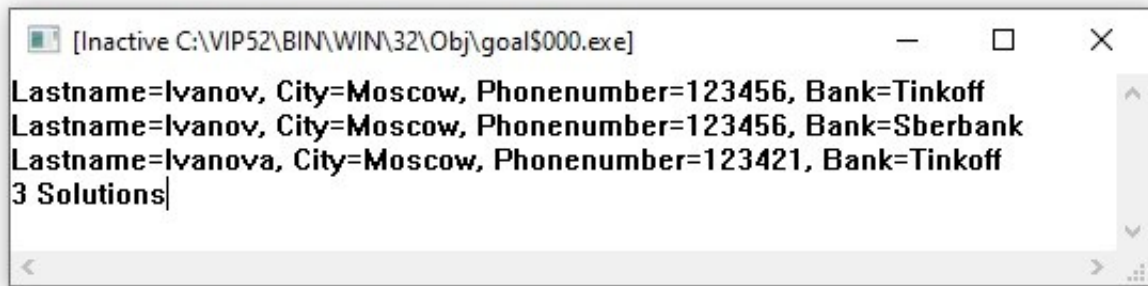 [Inactive C:\VIP52\BIN\WIN\32\Obj\goal$000.exe]
Lastname=Ivanov, City=Moscow, Phonenumber=123456, Bank=Tinkoff
Lastname=Ivanov, City=Moscow, Phonenumber=123456, Bank=Sberbank
Lastname=Ivanova, City=Moscow, Phonenumber=123421, Bank=Tinkoff
3 Solutions